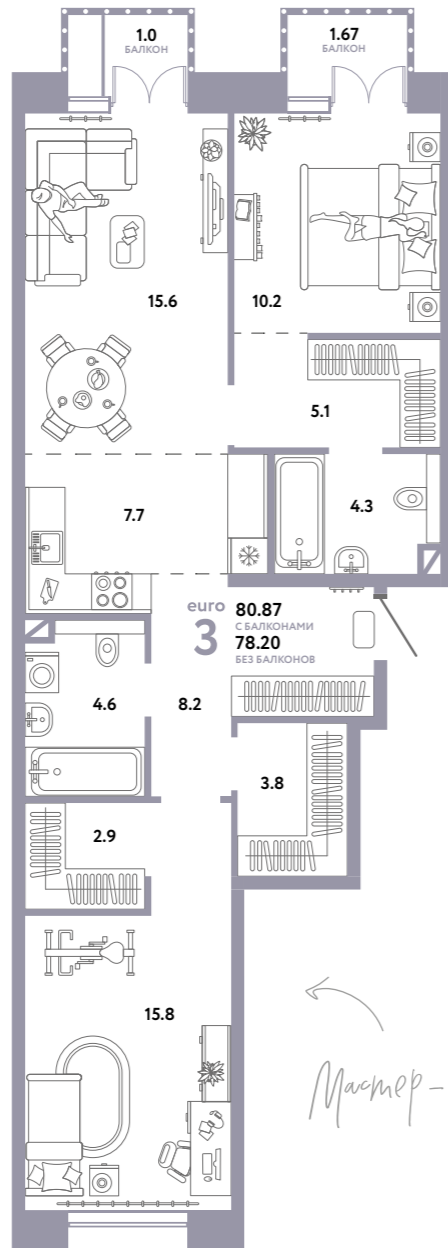 1.0
БАЛКОН
1.67
БАЛКОН
15.6
10.2
5.1
7.7
4.3
euro
3
80.87
С БАЛКОНАМИ
78.20
БЕЗ БАЛКОНОВ
4.6
8.2
3.8
2.9
15.8
Мастер-